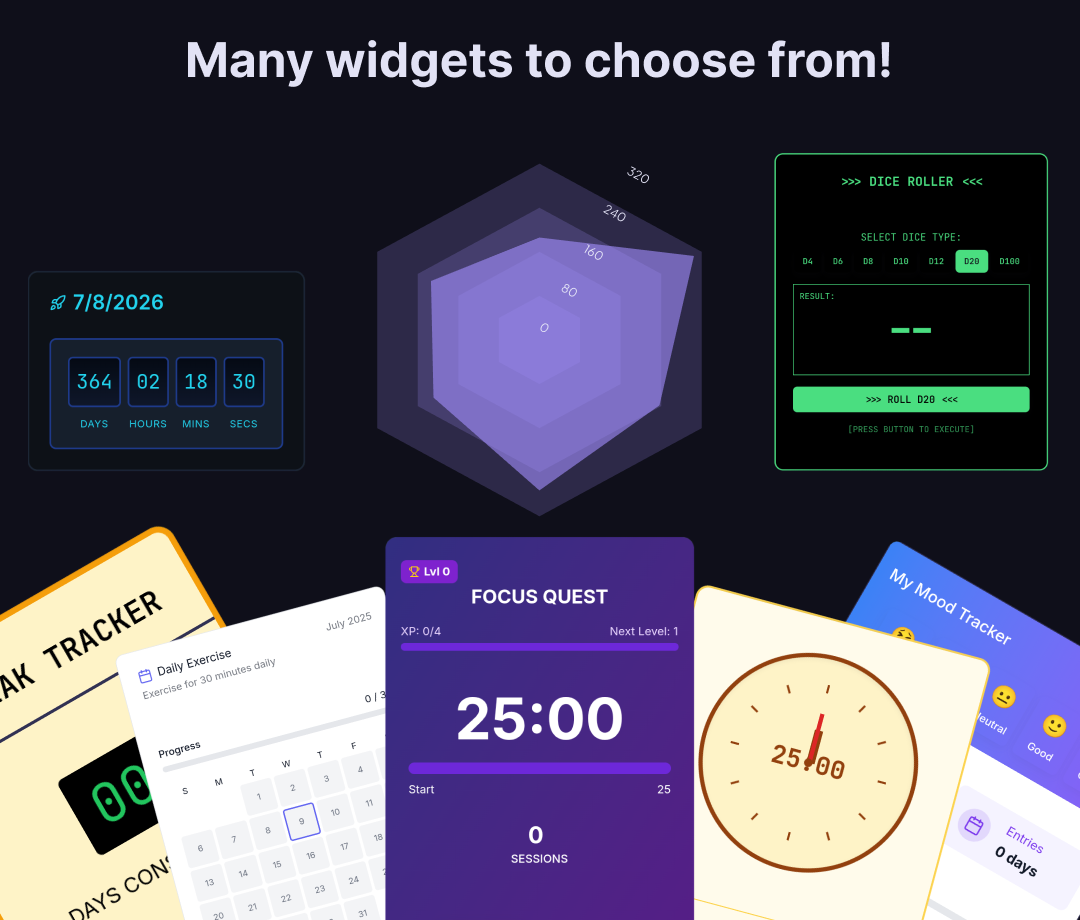 Many widgets to choose from!
7/8/2026
364 02 18 30
DAYS HOURS MINS SECS
320
240
160
80
0
>>> DICE ROLLER <<<
SELECT DICE TYPE:
D4 D6 D8 D10 D12 D20 D100
RESULT:
--
>>> ROLL D20 <<<
[PRESS BUTTON TO EXECUTE]
AK TRACKER
00
DAYS CONS
July 2025
Daily Exercise
Exercise for 30 minutes daily
0 / 3
Progress
S M T W T F
1 2 3 4
6 7 8 9 10 11
13 14 15 16 17 18
20 21 22 23 24
31
Lvl 0
FOCUS QUEST
XP: 0/4 Next Level: 1
25:00
Start 25
0
SESSIONS
25:00
My Mood Tracker
Neutral
Good
Entries
0 days